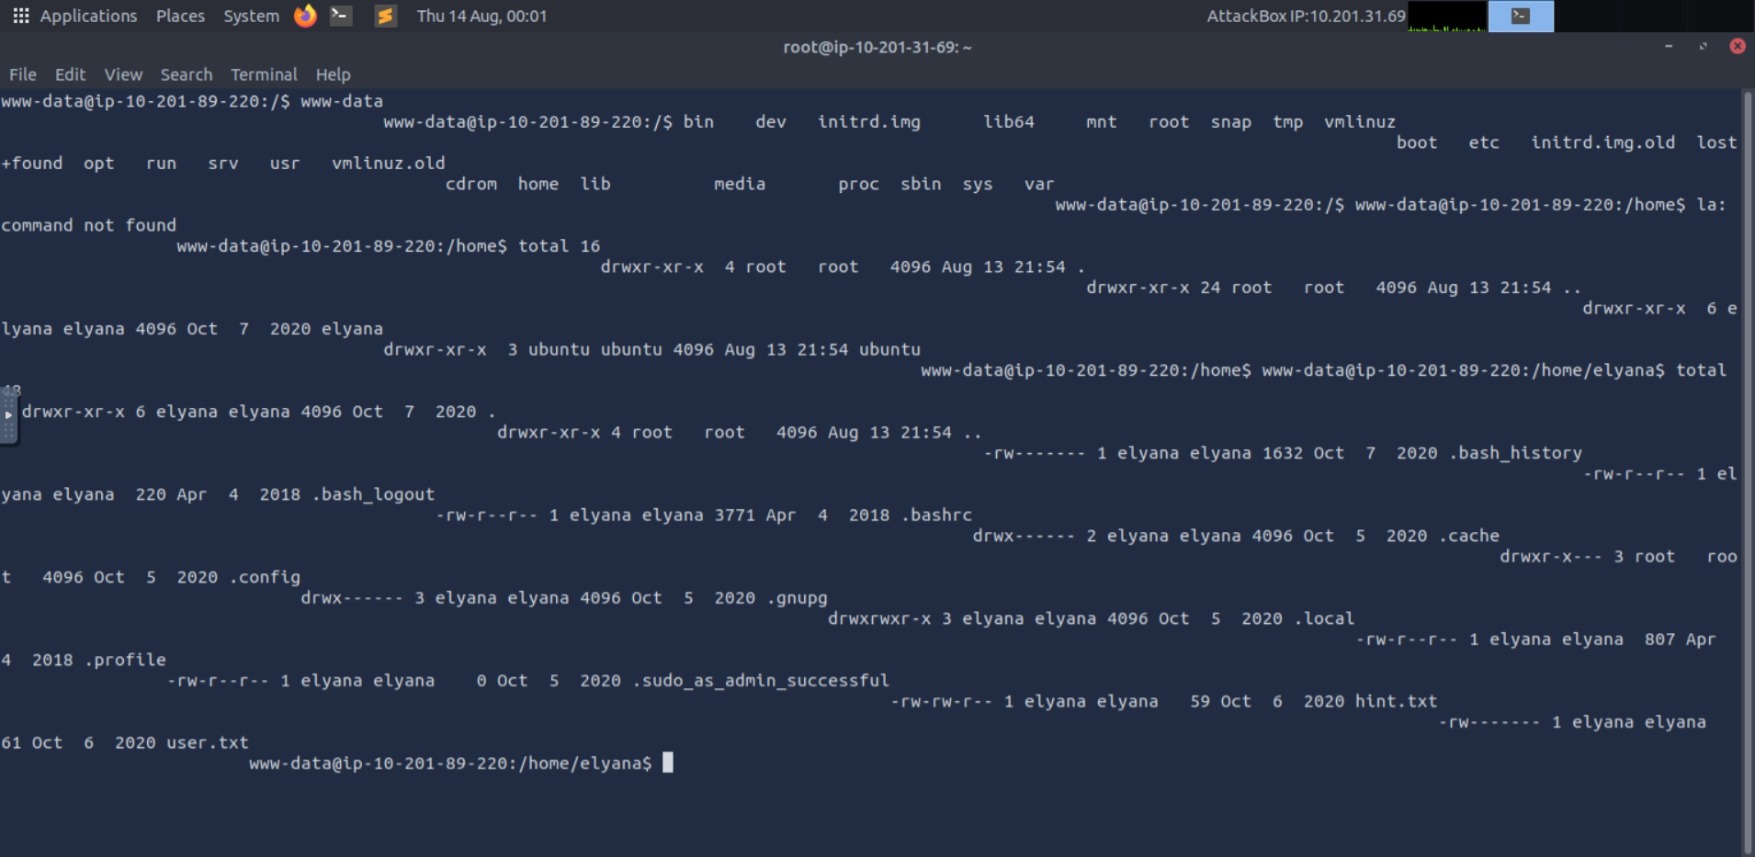 Applications Places System Thu 14 Aug, 00:01 AttackBox IP:10.201.31.69
root@ip-10-201-31-69: ~
File Edit View Search Terminal Help
www-data@ip-10-201-89-220:/$ www-data
www-data@ip-10-201-89-220:/$ bin dev initrd.img lib64 mnt root snap tmp vmlinuz
boot etc initrd.img.old lost
+found opt run srv usr vmlinuz.old
cdrom home lib media proc sbin sys var
www-data@ip-10-201-89-220:/$ www-data@ip-10-201-89-220:/home$ la:
command not found
www-data@ip-10-201-89-220:/home$ total 16
drwxr-xr-x 4 root root 4096 Aug 13 21:54 .
drwxr-xr-x 24 root root 4096 Aug 13 21:54 ..
drwxr-xr-x 6 e
lyana elyana 4096 Oct 7 2020 elyana
drwxr-xr-x 3 ubuntu ubuntu 4096 Aug 13 21:54 ubuntu
www-data@ip-10-201-89-220:/home$ www-data@ip-10-201-89-220:/home/elyana$ total
drwxr-xr-x 6 elyana elyana 4096 Oct 7 2020 .
drwxr-xr-x 4 root root 4096 Aug 13 21:54 ..
-rw------- 1 elyana elyana 1632 Oct 7 2020 .bash_history
-rw-r--r-- 1 el
yana elyana 220 Apr 4 2018 .bash_logout
-rw-r--r-- 1 elyana elyana 3771 Apr 4 2018 .bashrc
drwx------ 2 elyana elyana 4096 Oct 5 2020 .cache
drwxr-x--- 3 root roo
t 4096 Oct 5 2020 .config
drwx------ 3 elyana elyana 4096 Oct 5 2020 .gnupg
drwxrwxr-x 3 elyana elyana 4096 Oct 5 2020 .local
-rw-r--r-- 1 elyana elyana 807 Apr
4 2018 .profile
-rw-r--r-- 1 elyana elyana 0 Oct 5 2020 .sudo_as_admin_successful
-rw-rw-r-- 1 elyana elyana 59 Oct 6 2020 hint.txt
-rw------- 1 elyana elyana
61 Oct 6 2020 user.txt
www-data@ip-10-201-89-220:/home/elyana$